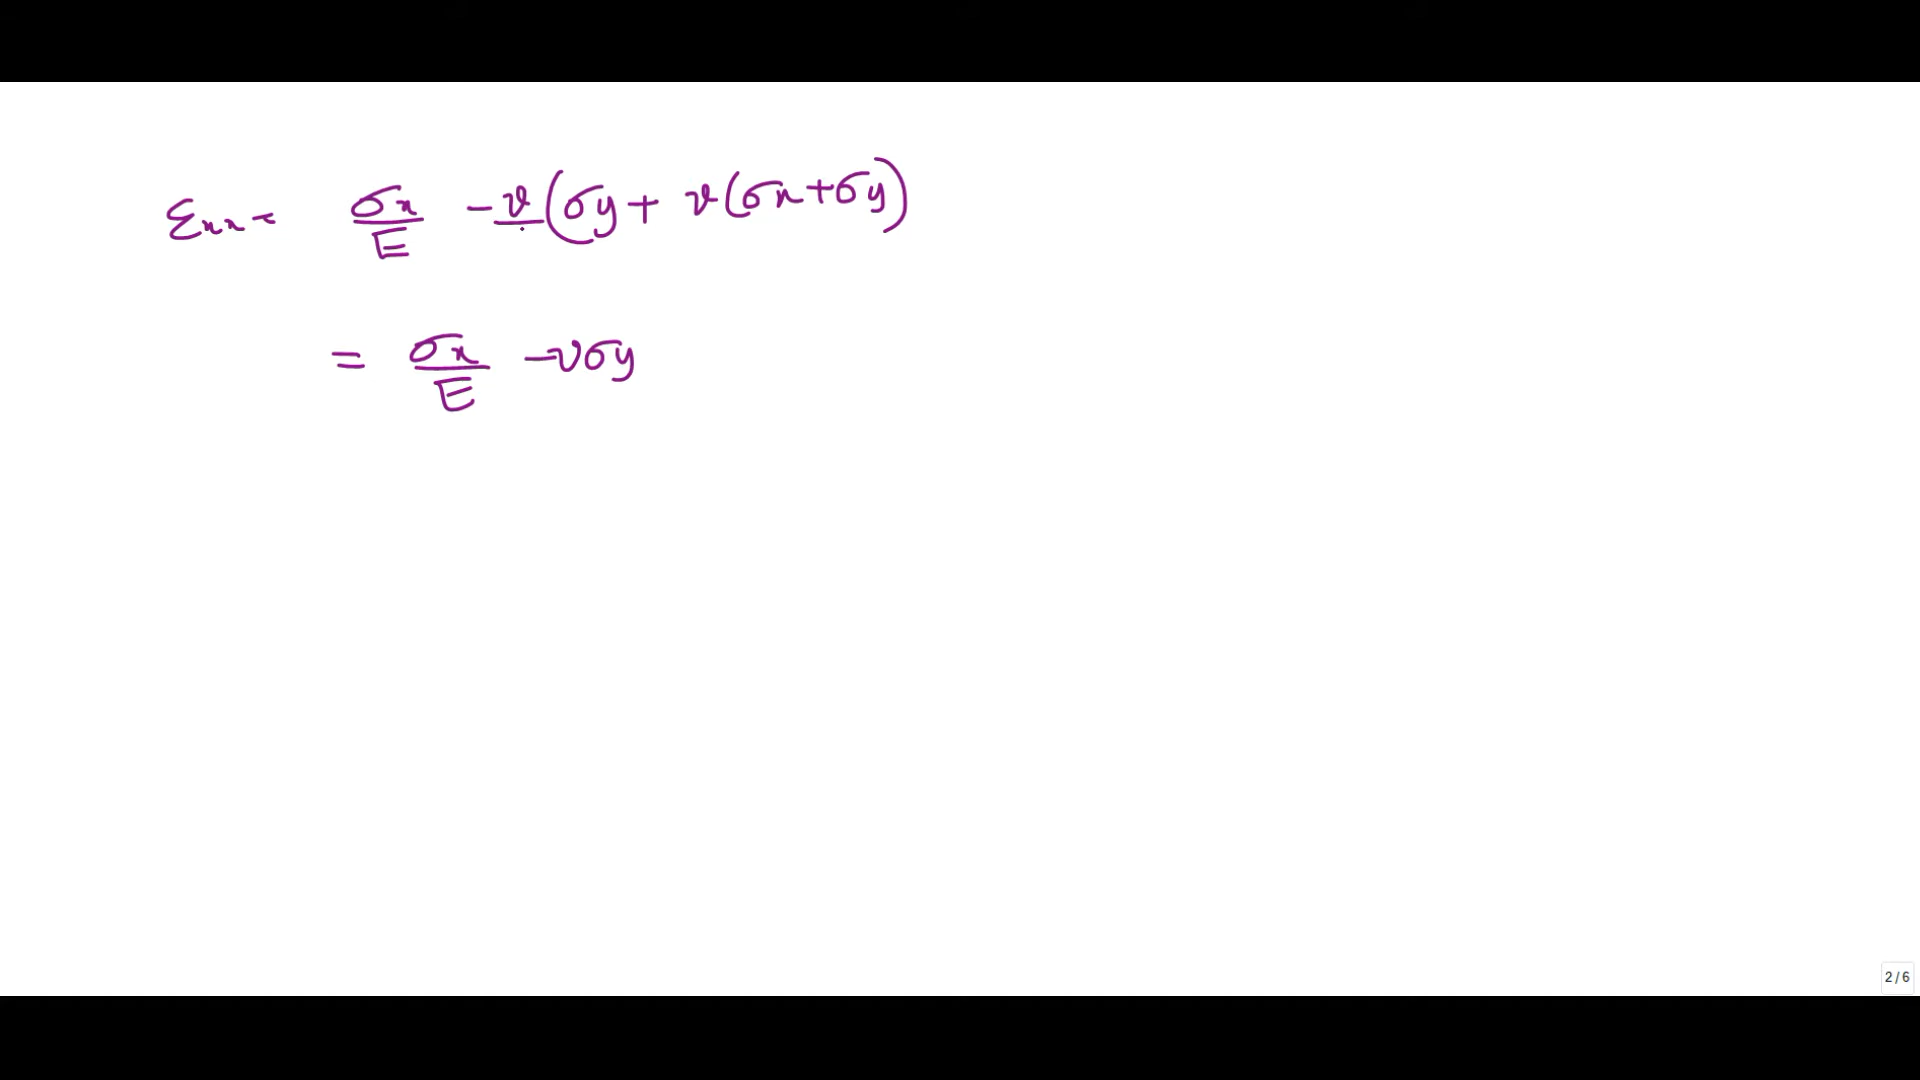 εxx = σx/E - ν/(σy + ν(σx+σy)
= σx/E - νσy
2 / 6